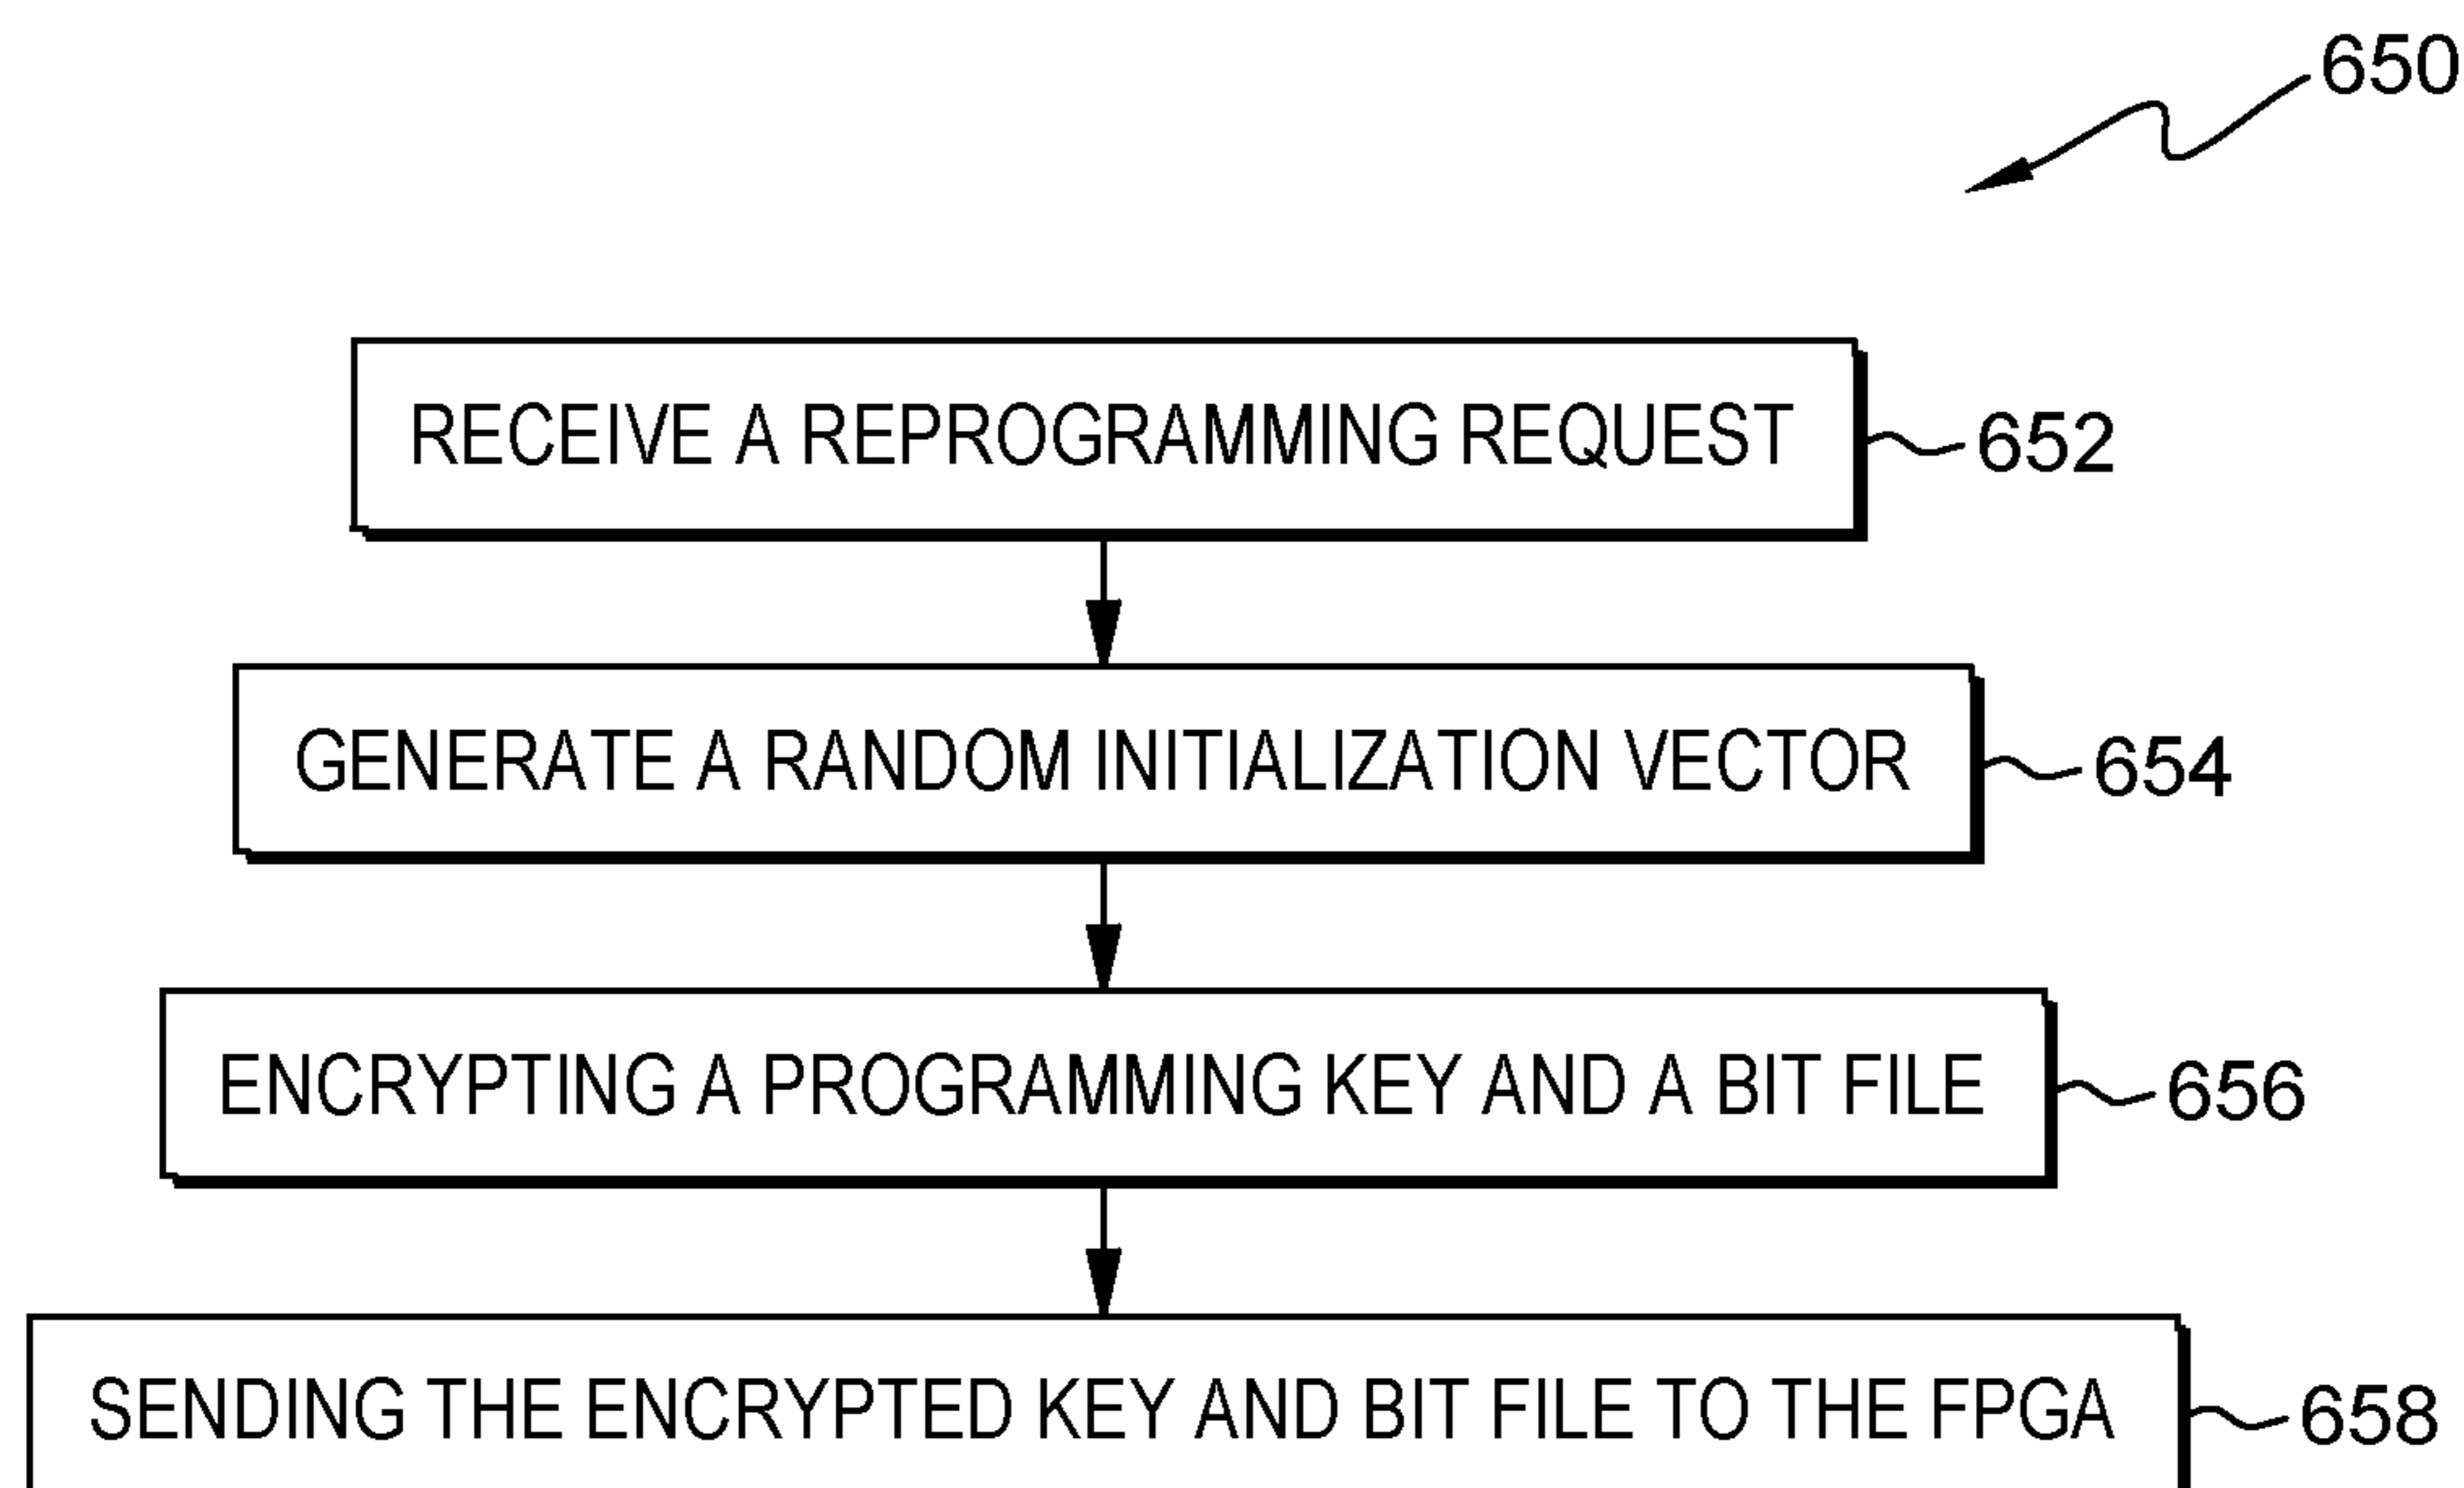 650
RECEIVE A REPROGRAMMING REQUEST
652
GENERATE A RANDOM INITIALIZATION VECTOR
654
ENCRYPTING A PROGRAMMING KEY AND A BIT FILE
656
SENDING THE ENCRYPTED KEY AND BIT FILE TO THE FPGA
658